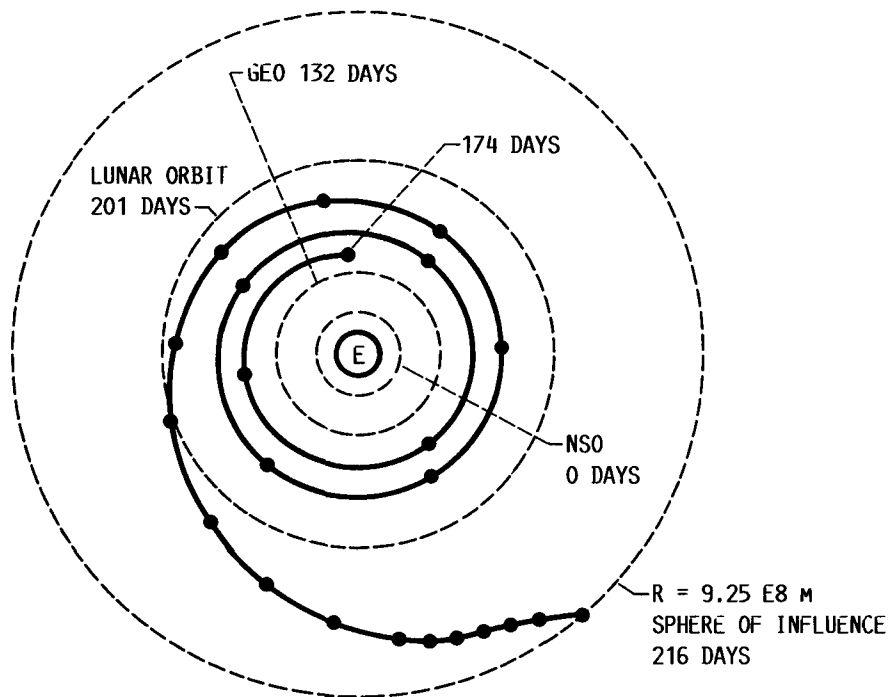 GEO 132 DAYS
174 DAYS
LUNAR ORBIT
201 DAYS
E
NSO
0 DAYS
R = 9.25 E8 M
SPHERE OF INFLUENCE
216 DAYS